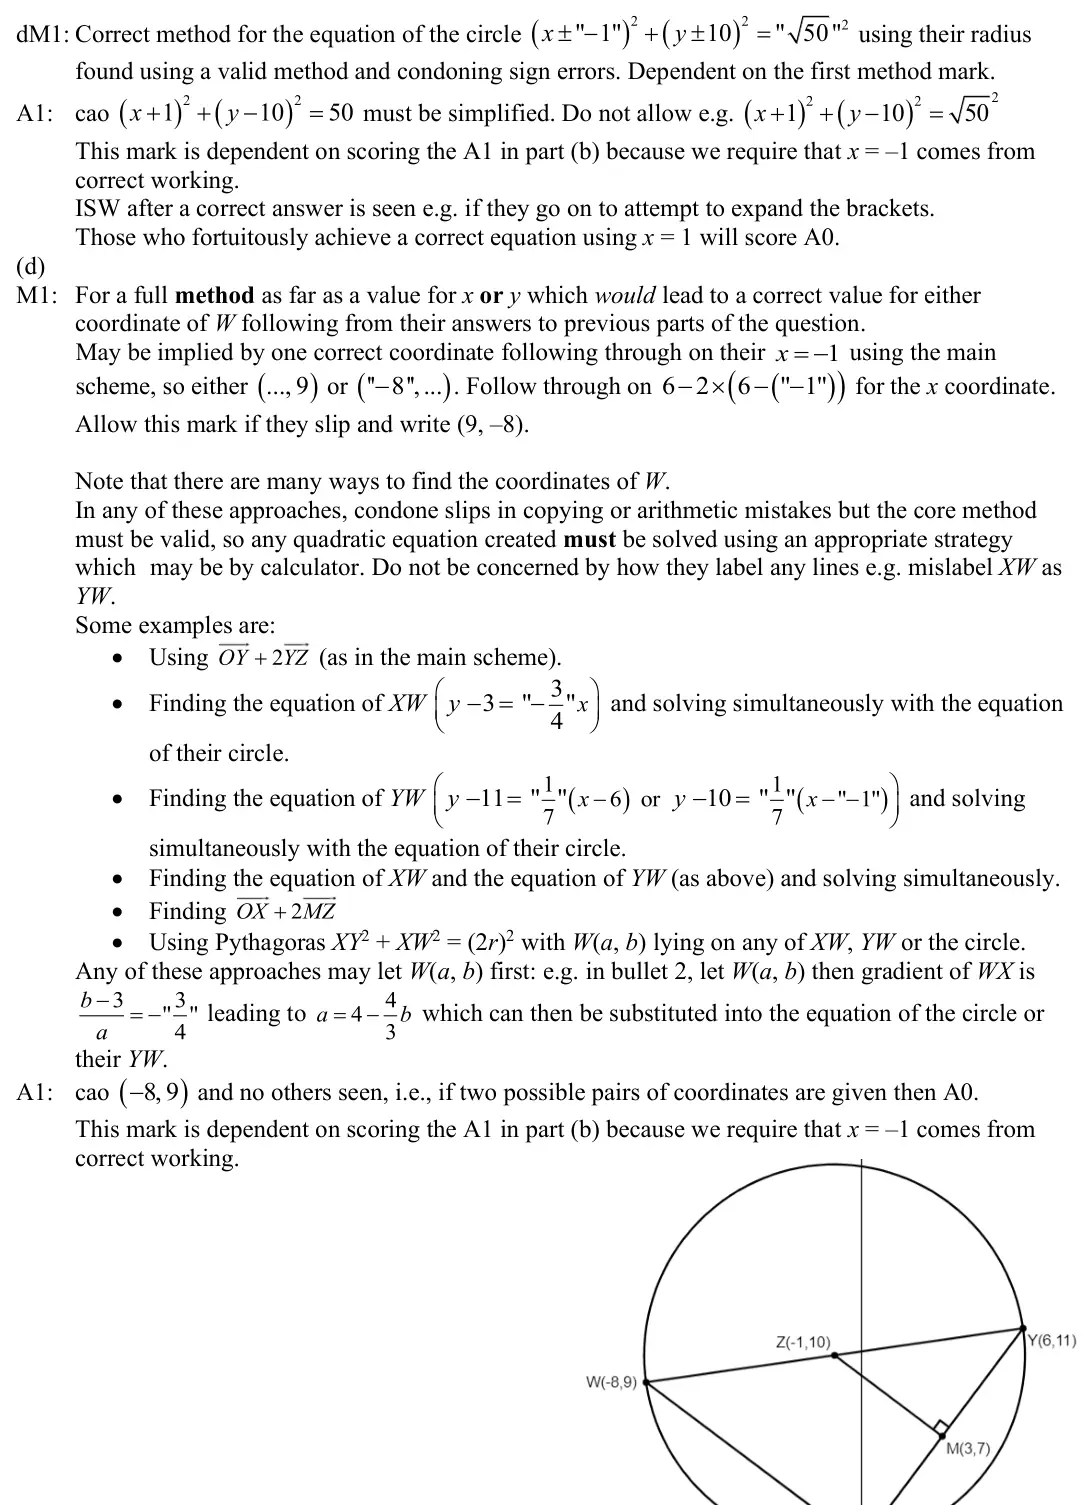 dM1: Correct method for the equation of the circle (x±"−1")² + (y±10)² = "√50"² using their radius
found using a valid method and condoning sign errors. Dependent on the first method mark.
A1: cao (x+1)² + (y−10)² = 50 must be simplified. Do not allow e.g. (x+1)² + (y−10)² = √50²
This mark is dependent on scoring the A1 in part (b) because we require that x = −1 comes from
correct working.
ISW after a correct answer is seen e.g. if they go on to attempt to expand the brackets.
Those who fortuitously achieve a correct equation using x = 1 will score A0.
(d)
M1: For a full method as far as a value for x or y which would lead to a correct value for either
coordinate of W following from their answers to previous parts of the question.
May be implied by one correct coordinate following through on their x = −1 using the main
scheme, so either (..., 9) or ("−8", ...). Follow through on 6−2×(6−("−1")) for the x coordinate.
Allow this mark if they slip and write (9, –8).
Note that there are many ways to find the coordinates of W.
In any of these approaches, condone slips in copying or arithmetic mistakes but the core method
must be valid, so any quadratic equation created must be solved using an appropriate strategy
which may be by calculator. Do not be concerned by how they label any lines e.g. mislabel XW as
YW.
Some examples are:
• Using \overrightarrow{OY} + 2\overrightarrow{YZ} (as in the main scheme).
• Finding the equation of XW (y−3 = "−3/4"x) and solving simultaneously with the equation
of their circle.
• Finding the equation of YW (y−11 = "1/7"(x−6) or y−10 = "1/7"(x−"−1")) and solving
simultaneously with the equation of their circle.
• Finding the equation of XW and the equation of YW (as above) and solving simultaneously.
• Finding \overrightarrow{OX} + 2\overrightarrow{MZ}
• Using Pythagoras XY² + XW² = (2r)² with W(a, b) lying on any of XW, YW or the circle.
Any of these approaches may let W(a, b) first: e.g. in bullet 2, let W(a, b) then gradient of WX is
(b−3)/a = −"3/4" leading to a = 4 − 4/3 b which can then be substituted into the equation of the circle or
their YW.
A1: cao (−8, 9) and no others seen, i.e., if two possible pairs of coordinates are given then A0.
This mark is dependent on scoring the A1 in part (b) because we require that x = −1 comes from
correct working.
Z(-1,10)
Y(6,11)
W(-8,9)
M(3,7)